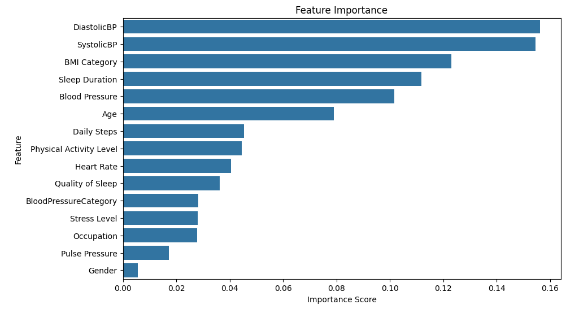 Feature Importance
DiastolicBP
SystolicBP
BMI Category
Sleep Duration
Blood Pressure
Age
Daily Steps
Physical Activity Level
Heart Rate
Quality of Sleep
BloodPressureCategory
Stress Level
Occupation
Pulse Pressure
Gender
Feature
0.00 0.02 0.04 0.06 0.08 0.10 0.12 0.14 0.16
Importance Score